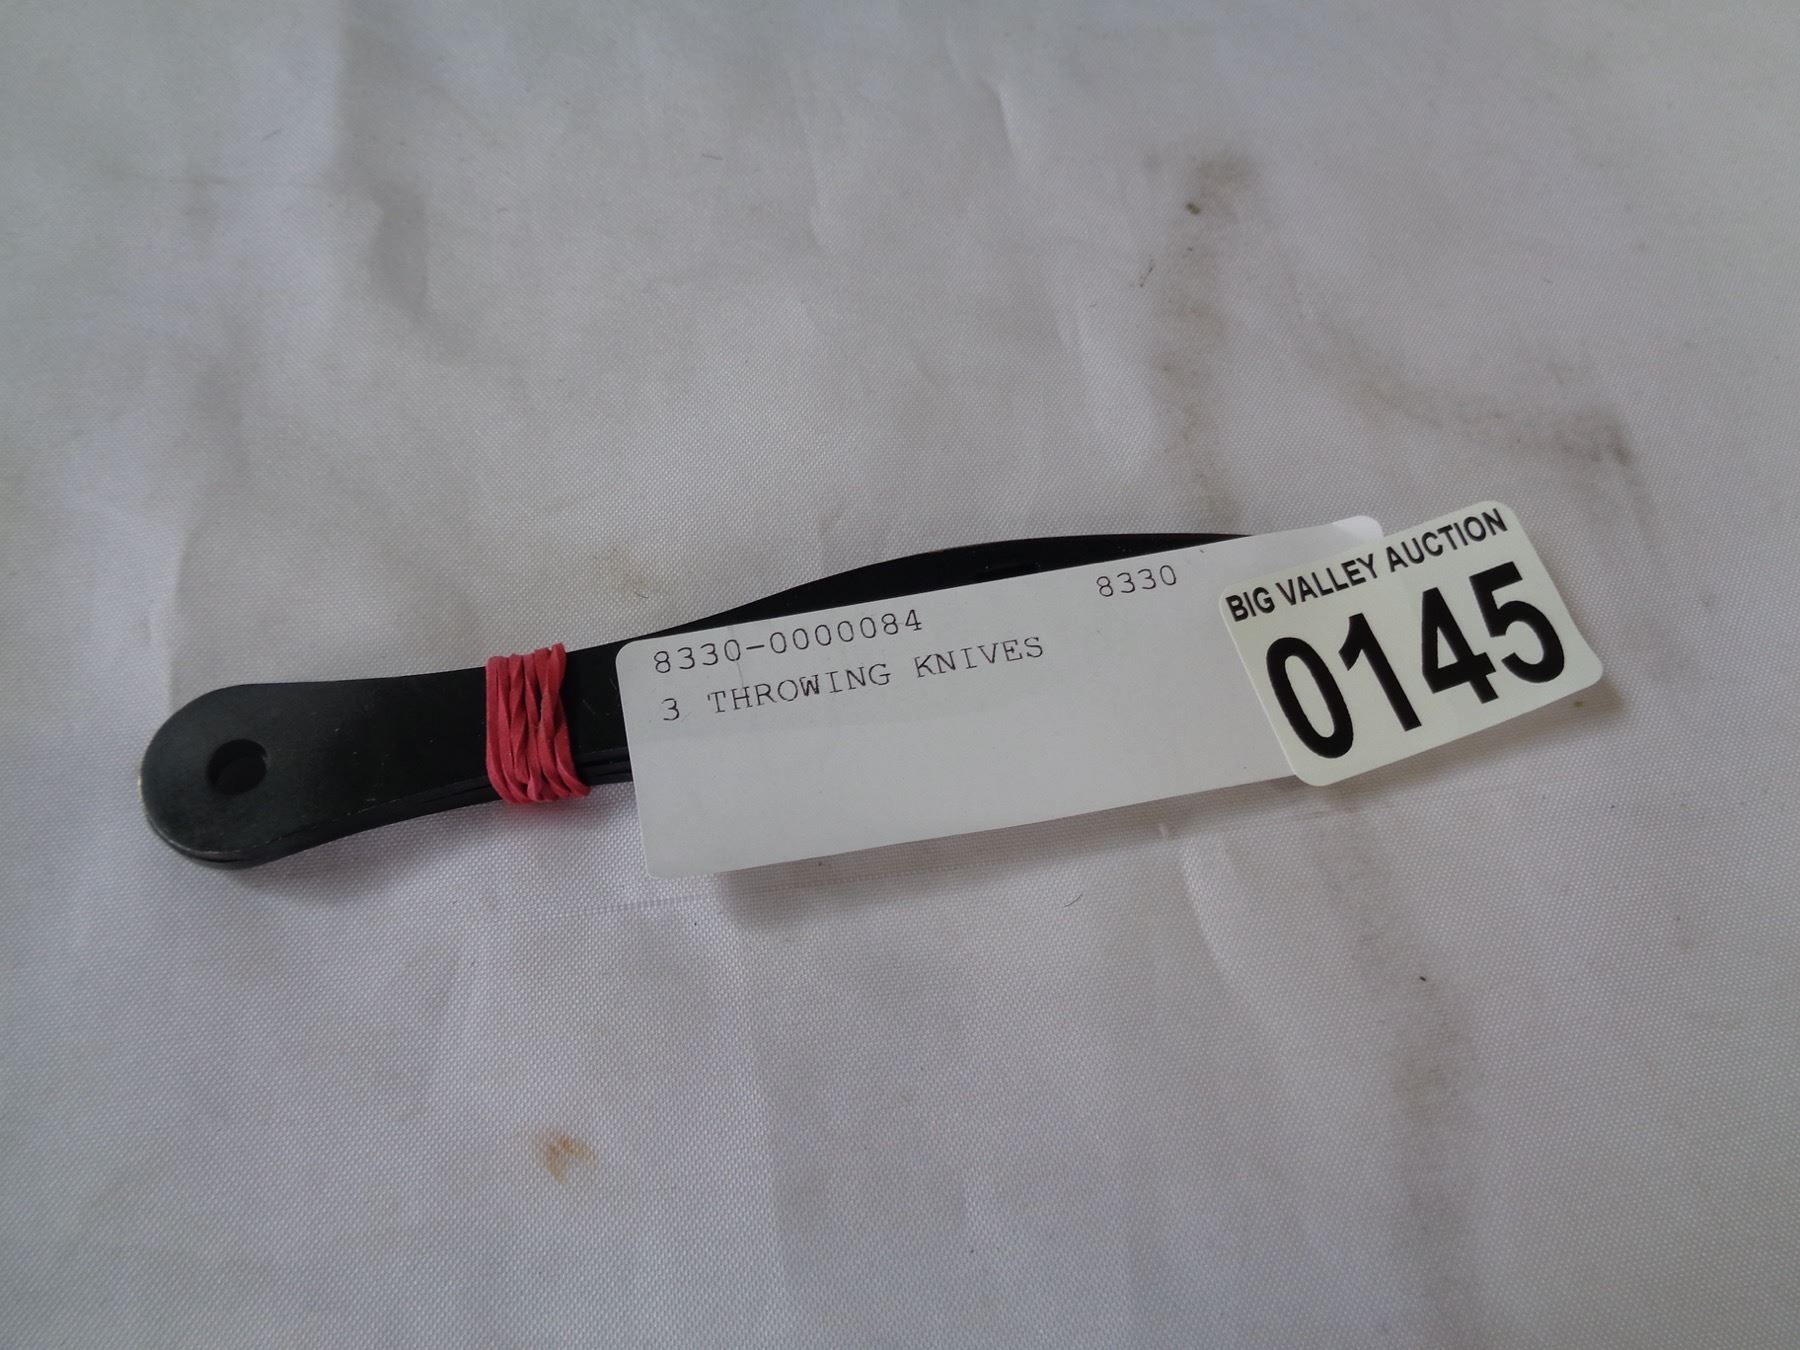 8330-0000084 8330
3 THROWING KNIVES
BIG VALLEY AUCTION
0145